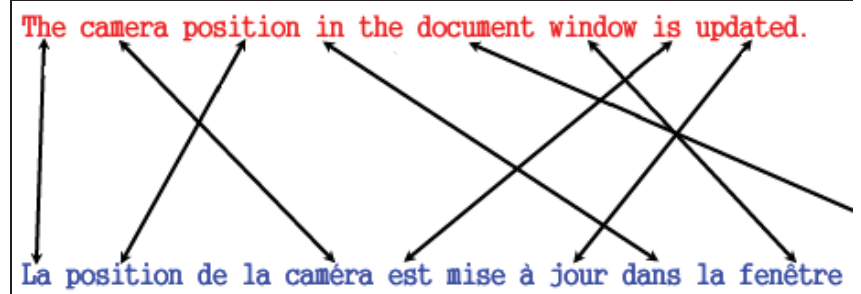 The camera position in the document window is updated.
La position de la caméra est mise à jour dans la fenêtre